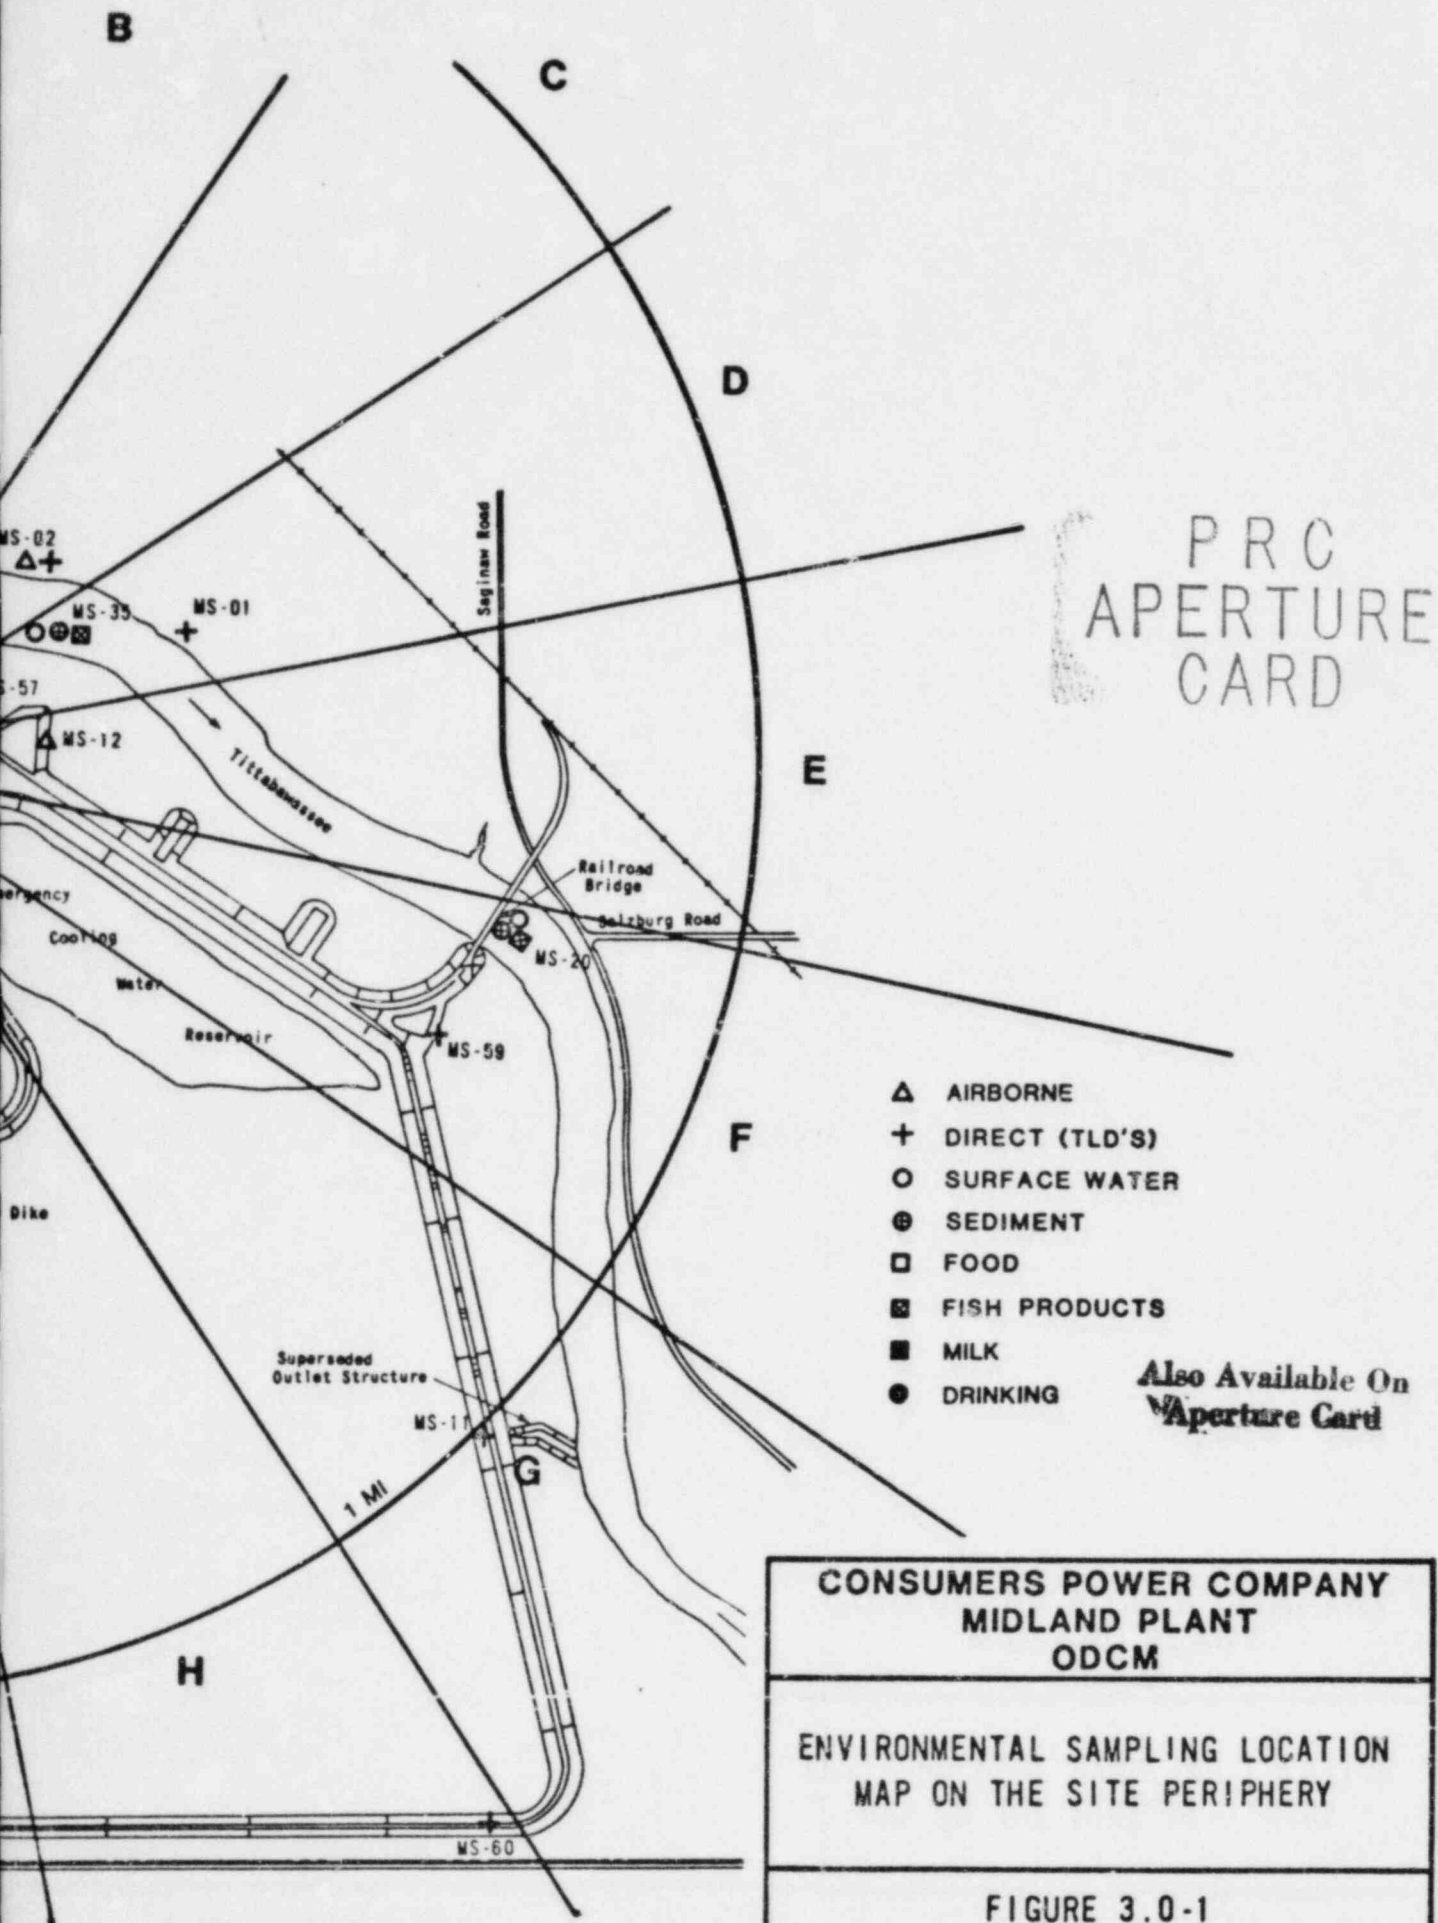 B
C
D
Saginaw Road
MS-02
MS-35
MS-01
PRC
APERTURE
CARD
-57
MS-12
Tittabawassee
E
Railroad
Bridge
Salzburg Road
MS-20
Cooling
Water
Reservoir
MS-59
F
Dike
AIRBORNE
DIRECT (TLD'S)
SURFACE WATER
SEDIMENT
FOOD
FISH PRODUCTS
MILK
DRINKING
Also Available On
Aperture Card
Superseded
Outlet Structure
MS-11
G
1 MI
H
MS-60
CONSUMERS POWER COMPANY
MIDLAND PLANT
ODCM
ENVIRONMENTAL SAMPLING LOCATION
MAP ON THE SITE PERIPHERY
FIGURE 3.0-1